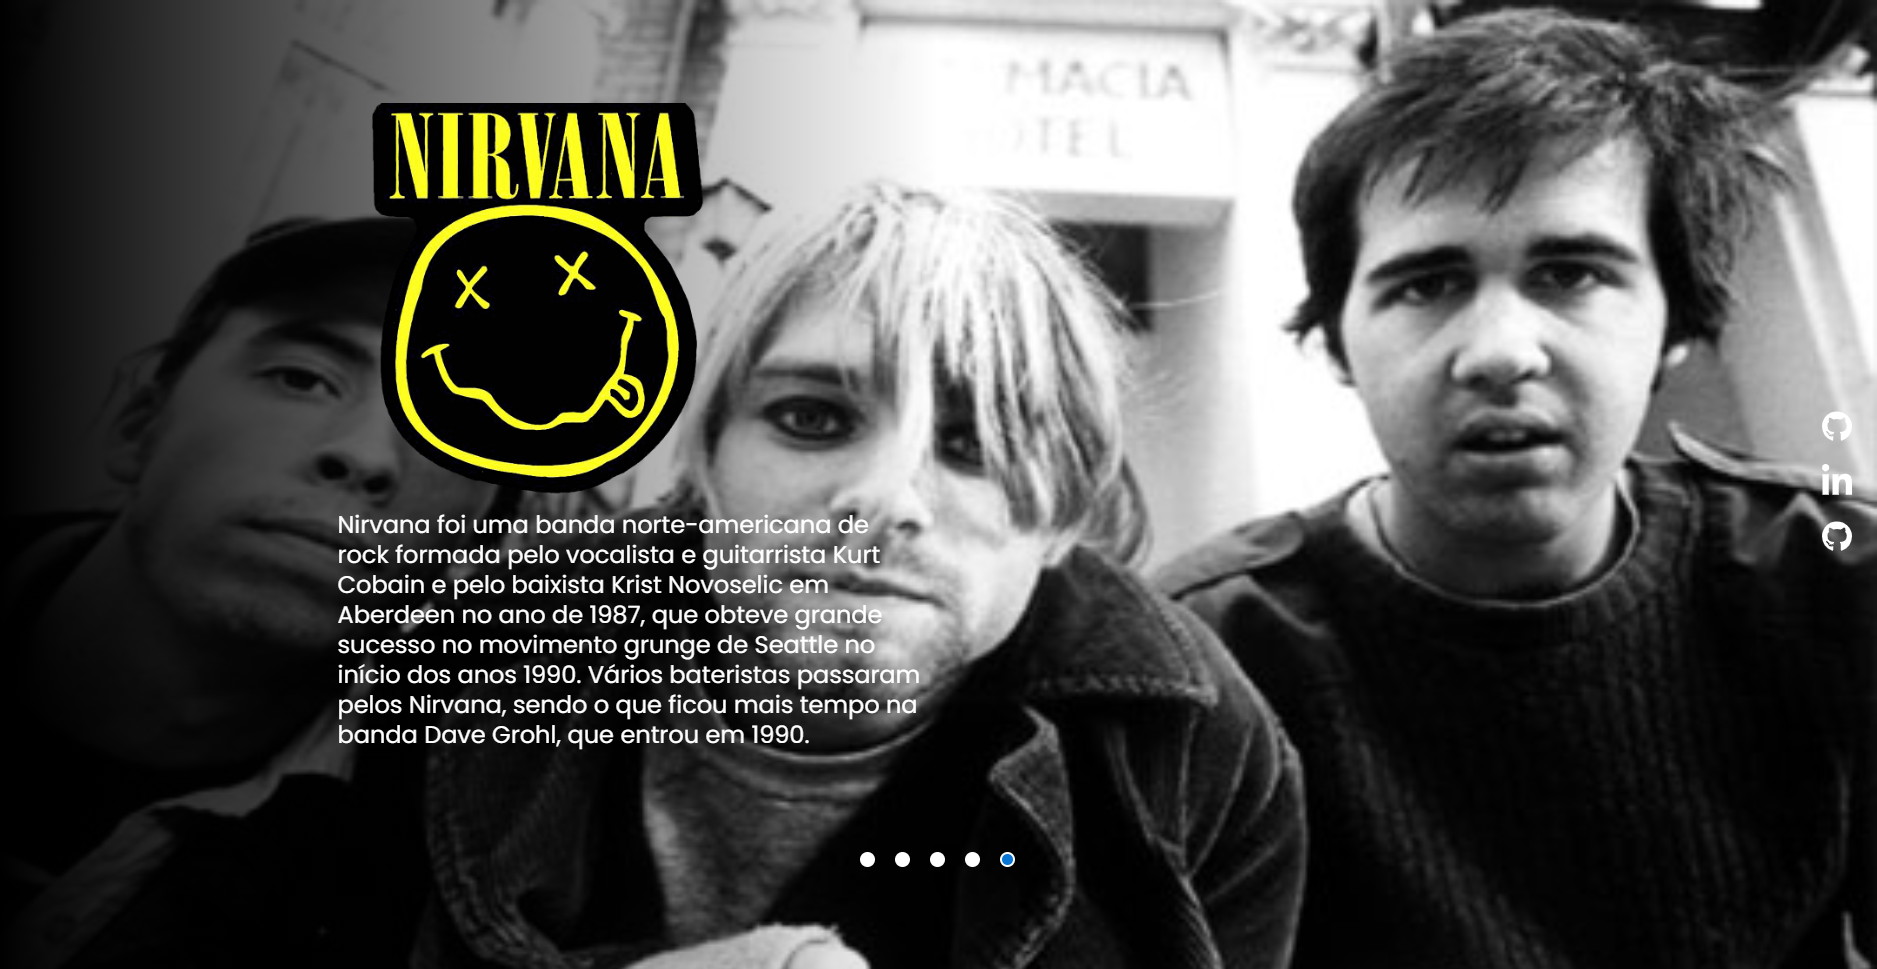 MACIA
OTEL
NIRVANA
Nirvana foi uma banda norte-americana de
rock formada pelo vocalista e guitarrista Kurt
Cobain e pelo baixista Krist Novoselic em
Aberdeen no ano de 1987, que obteve grande
sucesso no movimento grunge de Seattle no
início dos anos 1990. Vários bateristas passaram
pelos Nirvana, sendo o que ficou mais tempo na
banda Dave Grohl, que entrou em 1990.
in